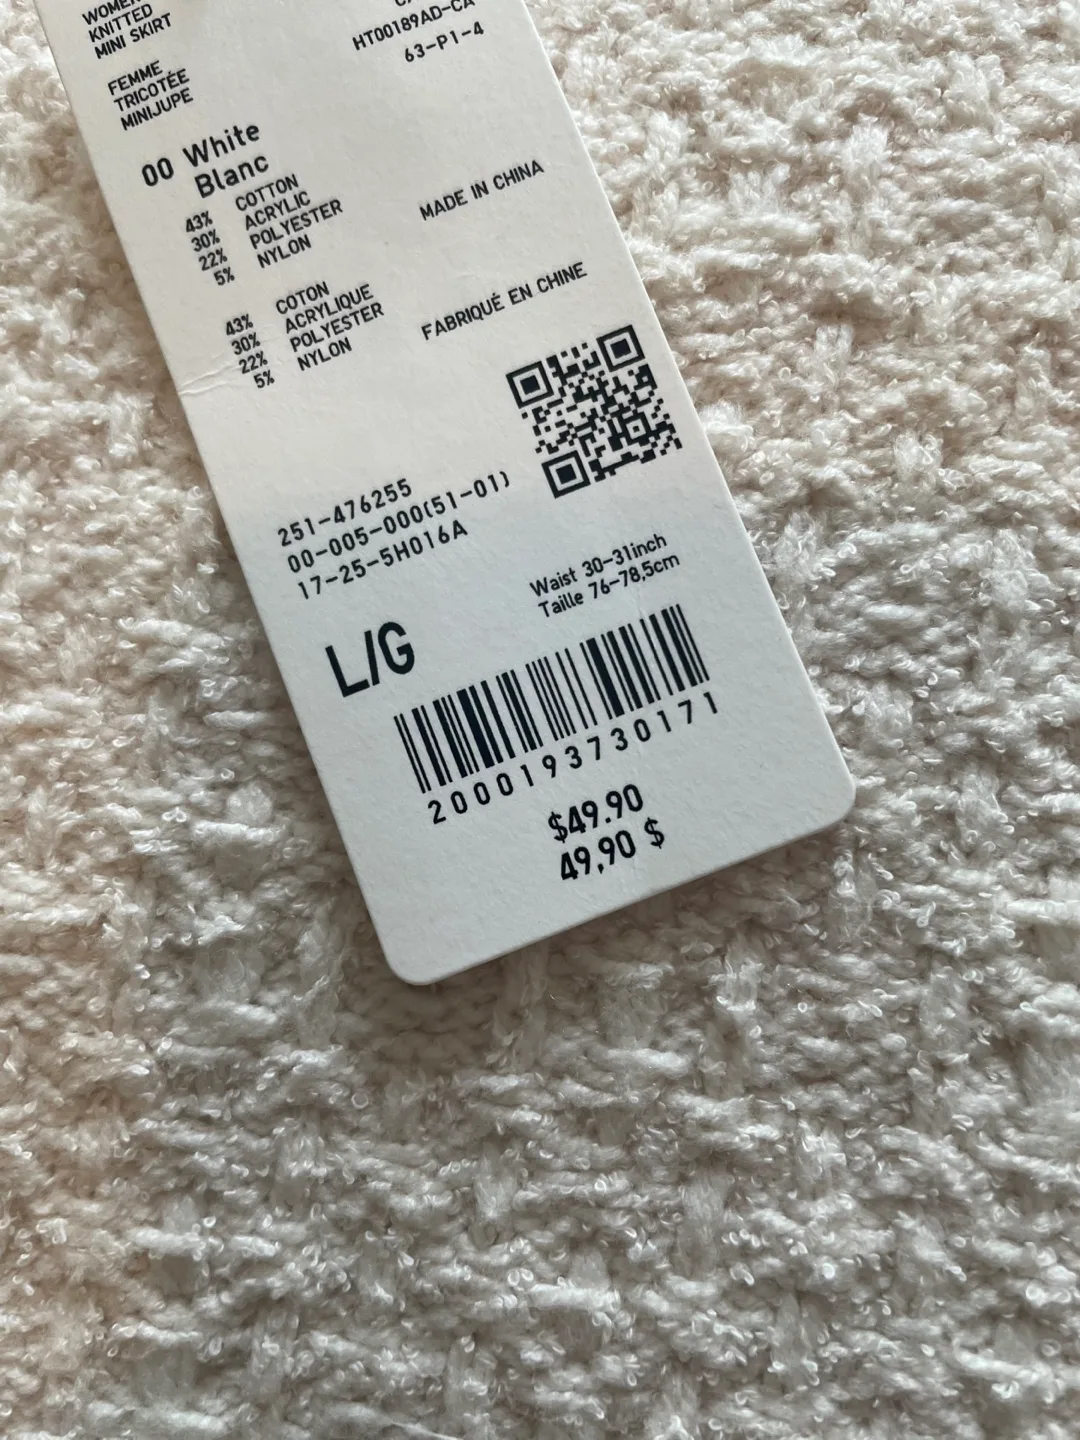 WOMEN
KNITTED
MINI SKIRT
HT00189AD-CA
63-P1-4
FEMME
TRICOTÉE
MINIJUPE
00 White
Blanc
43% COTTON
30% ACRYLIC
22% POLYESTER
5% NYLON
MADE IN CHINA
43% COTON
30% ACRYLIQUE
22% POLYESTER
5% NYLON
FABRIQUÉ EN CHINE
251-476255
00-005-000(51-01)
17-25-5H016A
Waist 30-31inch
Taille 76-78,5cm
L/G
2000193730171
$49.90
49,90 $